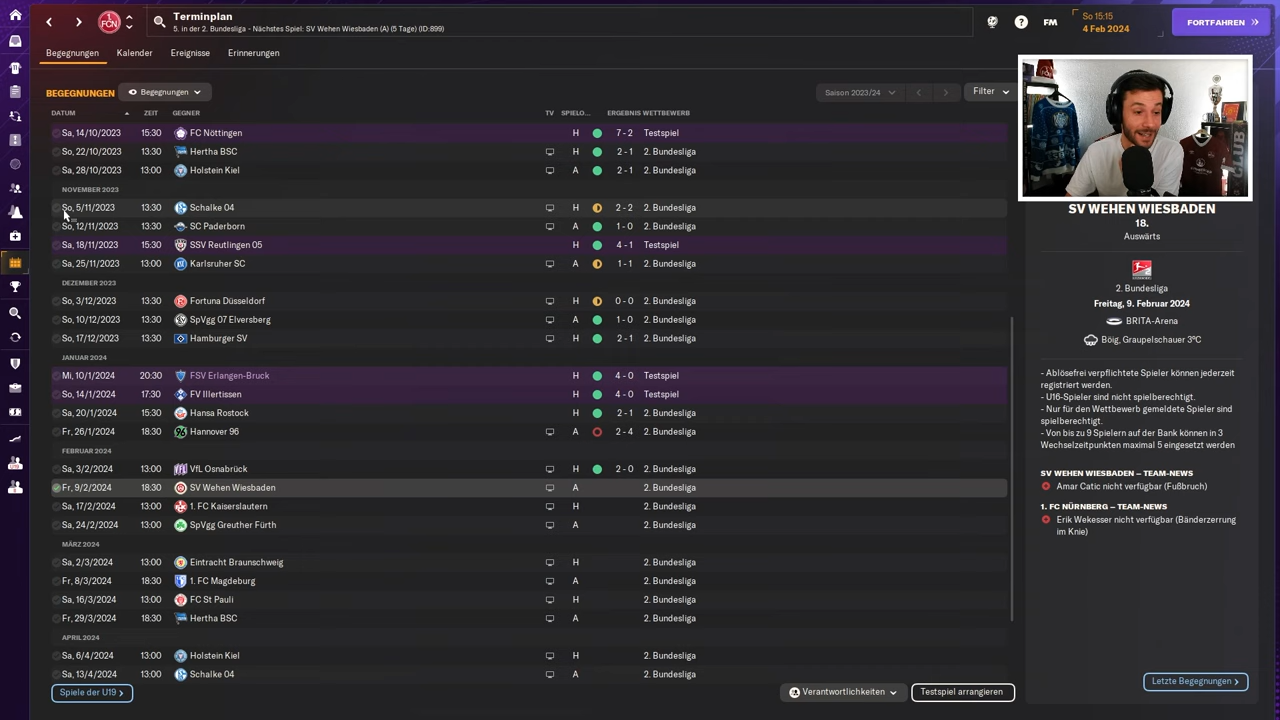 Terminplan
5. in der 2. Bundesliga - Nächstes Spiel: SV Wehen Wiesbaden (A) (5 Tage) (ID:899)
FM
So 15:15
4 Feb 2024
FORTFAHREN
Begegnungen Kalender Ereignisse Erinnerungen
BEGEGNUNGEN Begegnungen Saison 2023/24 Filter
DATUM ZEIT GEGNER TV SPIELO... ERGEBNIS WETTBEWERB
Sa, 14/10/2023 15:30 FC Nöttingen H 7 - 2 Testspiel
So, 22/10/2023 13:30 Hertha BSC H 2 - 1 2. Bundesliga
Sa, 28/10/2023 13:00 Holstein Kiel A 2 - 1 2. Bundesliga
NOVEMBER 2023
So, 5/11/2023 13:30 Schalke 04 H 2 - 2 2. Bundesliga
So, 12/11/2023 13:30 SC Paderborn A 1 - 0 2. Bundesliga
Sa, 18/11/2023 15:30 SSV Reutlingen 05 H 4 - 1 Testspiel
Sa, 25/11/2023 13:00 Karlsruher SC A 1 - 1 2. Bundesliga
DEZEMBER 2023
So, 3/12/2023 13:30 Fortuna Düsseldorf H 0 - 0 2. Bundesliga
So, 10/12/2023 13:30 SpVgg 07 Elversberg A 1 - 0 2. Bundesliga
So, 17/12/2023 13:30 Hamburger SV H 2 - 1 2. Bundesliga
JANUAR 2024
Mi, 10/1/2024 20:30 FSV Erlangen-Bruck H 4 - 0 Testspiel
So, 14/1/2024 17:30 FV Illertissen H 4 - 0 Testspiel
Sa, 20/1/2024 15:30 Hansa Rostock H 2 - 1 2. Bundesliga
Fr, 26/1/2024 18:30 Hannover 96 A 2 - 4 2. Bundesliga
FEBRUAR 2024
Sa, 3/2/2024 13:00 VfL Osnabrück H 2 - 0 2. Bundesliga
Fr, 9/2/2024 18:30 SV Wehen Wiesbaden A 2. Bundesliga
Sa, 17/2/2024 13:00 1. FC Kaiserslautern H 2. Bundesliga
Sa, 24/2/2024 13:00 SpVgg Greuther Fürth A 2. Bundesliga
MÄRZ 2024
Sa, 2/3/2024 13:00 Eintracht Braunschweig H 2. Bundesliga
Fr, 8/3/2024 18:30 1. FC Magdeburg A 2. Bundesliga
Sa, 16/3/2024 13:00 FC St Pauli H 2. Bundesliga
Fr, 29/3/2024 18:30 Hertha BSC A 2. Bundesliga
APRIL 2024
Sa, 6/4/2024 13:00 Holstein Kiel H 2. Bundesliga
Sa, 13/4/2024 13:00 Schalke 04 A 2. Bundesliga
Spiele der U19 Verantwortlichkeiten Testspiel arrangieren
CLUB
SV WEHEN WIESBADEN
18.
Auswärts
2. Bundesliga
Freitag, 9. Februar 2024
BRITA-Arena
Böig, Graupelschauer 3ºC
- Ablösefrei verpflichtete Spieler können jederzeit
registriert werden.
- U16-Spieler sind nicht spielberechtigt.
- Nur für den Wettbewerb gemeldete Spieler sind
spielberechtigt.
- Von bis zu 9 Spielern auf der Bank können in 3
Wechselzeitpunkten maximal 5 eingesetzt werden
SV WEHEN WIESBADEN – TEAM-NEWS
Amar Catic nicht verfügbar (Fußbruch)
1. FC NÜRNBERG – TEAM-NEWS
Erik Wekesser nicht verfügbar (Bänderzerrung
im Knie)
Letzte Begegnungen